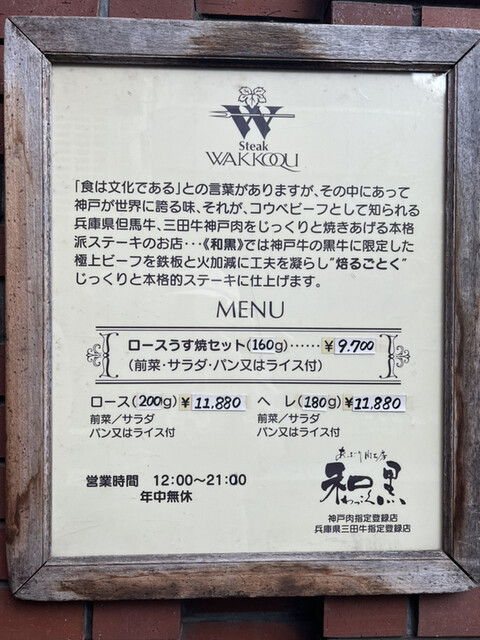 W
Steak
WAKKOQU
「食は文化である」との言葉がありますが、その中にあって
神戸が世界に誇る味、それが、コウベビーフとして知られる
兵庫県但馬牛、三田牛神戸肉をじっくりと焼きあげる本格
派ステーキのお店・・・《和黒》では神戸牛の黒牛に限定した
極上ビーフを鉄板と火加減に工夫を凝らし"焙るごとく"
じっくりと本格的ステーキに仕上げます。
MENU
ロースうす焼セット(160g)‥‥‥¥9.700
(前菜・サラダ・パン又はライス付)
ロース(200g)¥11,880 ヘレ(180g)¥11,880
前菜／サラダ 前菜／サラダ
パン又はライス付 パン又はライス付
営業時間 12:00〜21:00
年中無休
あぶり肉工房
和黒
わっこく
神戸肉指定登録店
兵庫県三田牛指定登録店